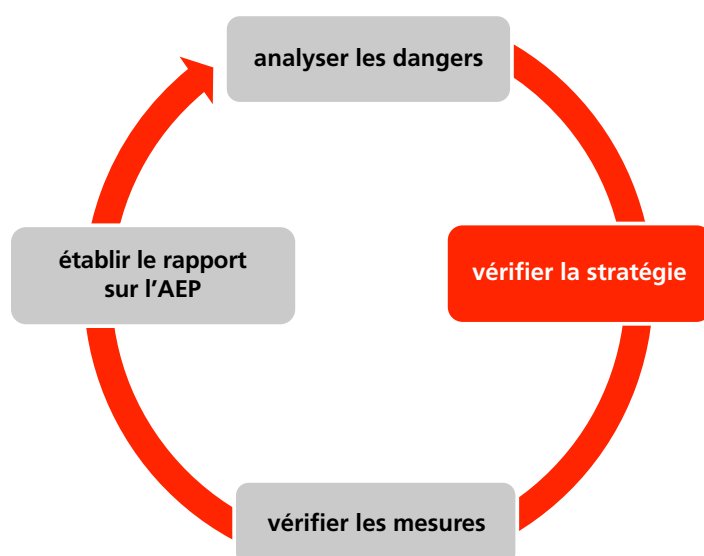 analyser les dangers
vérifier la stratégie
vérifier les mesures
établir le rapport
sur l'AEP